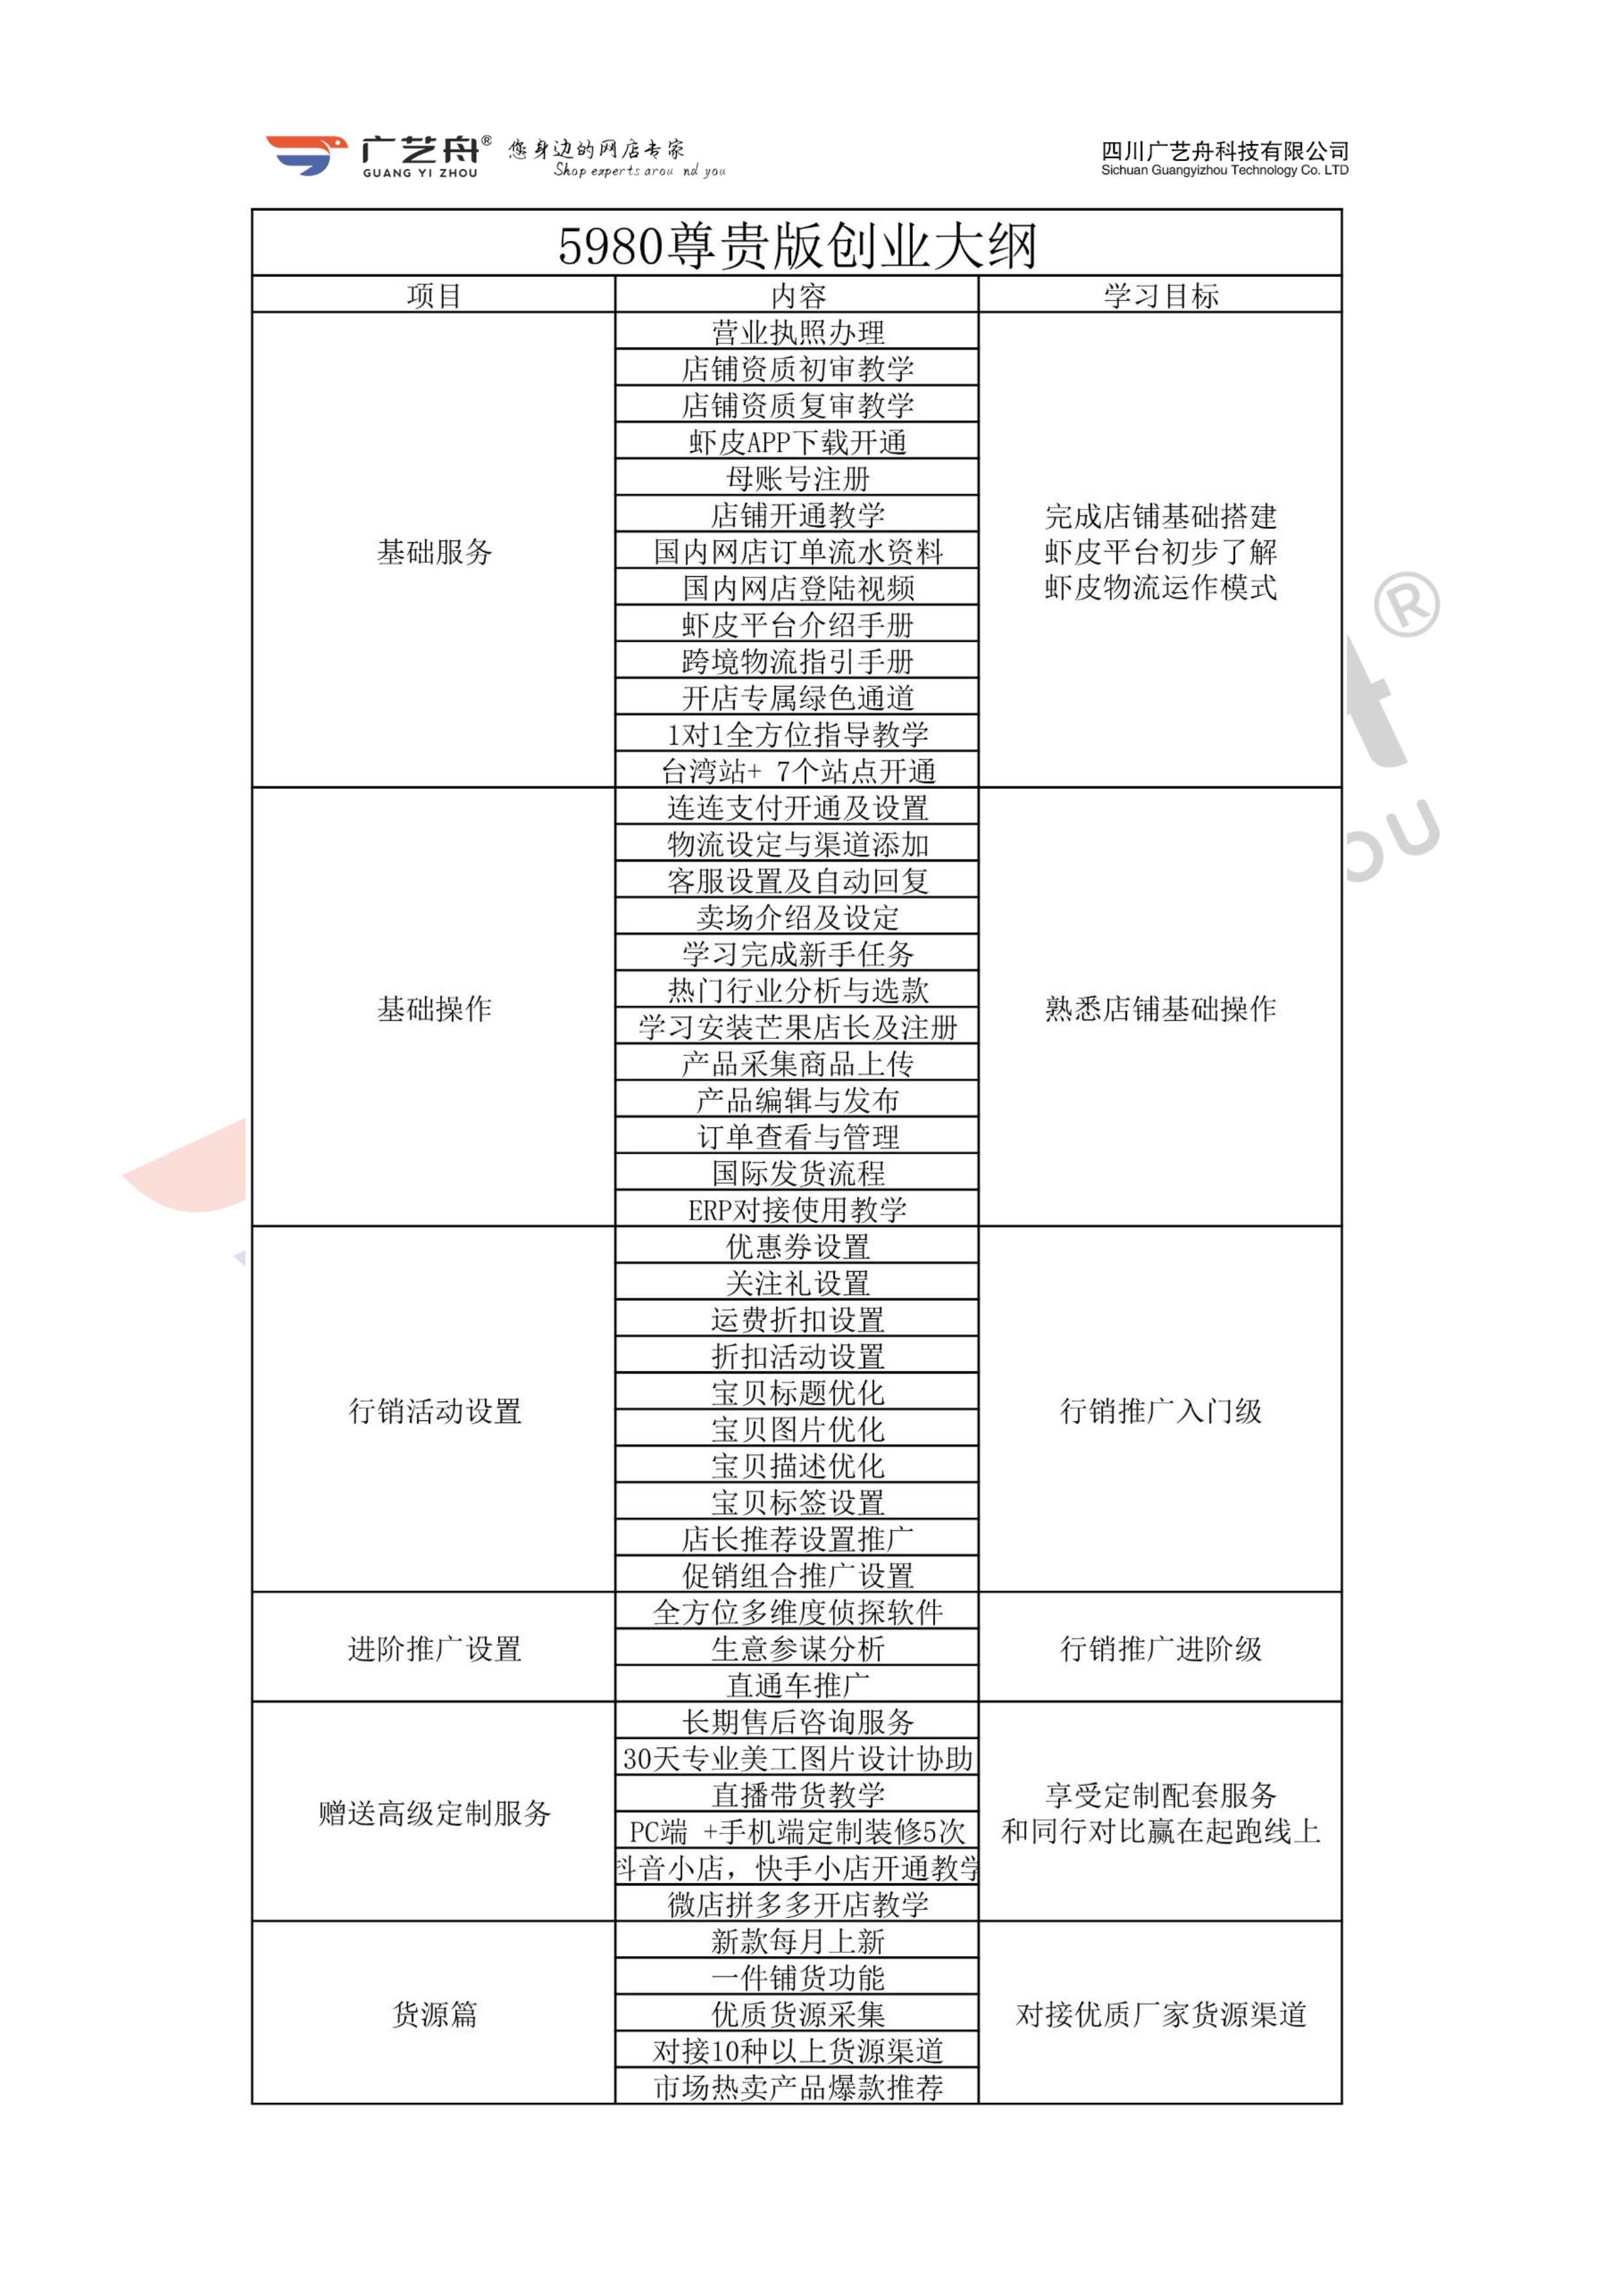 广艺舟®
GUANG YI ZHOU
您身边的网店专家
Shop experts arou nd you
四川广艺舟科技有限公司
Sichuan Guangyizhou Technology Co. LTD
5980尊贵版创业大纲
项目 内容 学习目标
基础服务
营业执照办理
店铺资质初审教学
店铺资质复审教学
虾皮APP下载开通
母账号注册
店铺开通教学
国内网店订单流水资料
国内网店登陆视频
虾皮平台介绍手册
跨境物流指引手册
开店专属绿色通道
1对1全方位指导教学
台湾站+ 7个站点开通
完成店铺基础搭建
虾皮平台初步了解
虾皮物流运作模式
基础操作
连连支付开通及设置
物流设定与渠道添加
客服设置及自动回复
卖场介绍及设定
学习完成新手任务
热门行业分析与选款
学习安装芒果店长及注册
产品采集商品上传
产品编辑与发布
订单查看与管理
国际发货流程
ERP对接使用教学
熟悉店铺基础操作
行销活动设置
优惠券设置
关注礼设置
运费折扣设置
折扣活动设置
宝贝标题优化
宝贝图片优化
宝贝描述优化
宝贝标签设置
店长推荐设置推广
促销组合推广设置
行销推广入门级
进阶推广设置
全方位多维度侦探软件
生意参谋分析
直通车推广
行销推广进阶级
赠送高级定制服务
长期售后咨询服务
30天专业美工图片设计协助
直播带货教学
PC端 +手机端定制装修5次
抖音小店，快手小店开通教学
微店拼多多开店教学
享受定制配套服务
和同行对比赢在起跑线上
货源篇
新款每月上新
一件铺货功能
优质货源采集
对接10种以上货源渠道
市场热卖产品爆款推荐
对接优质厂家货源渠道
®
OU